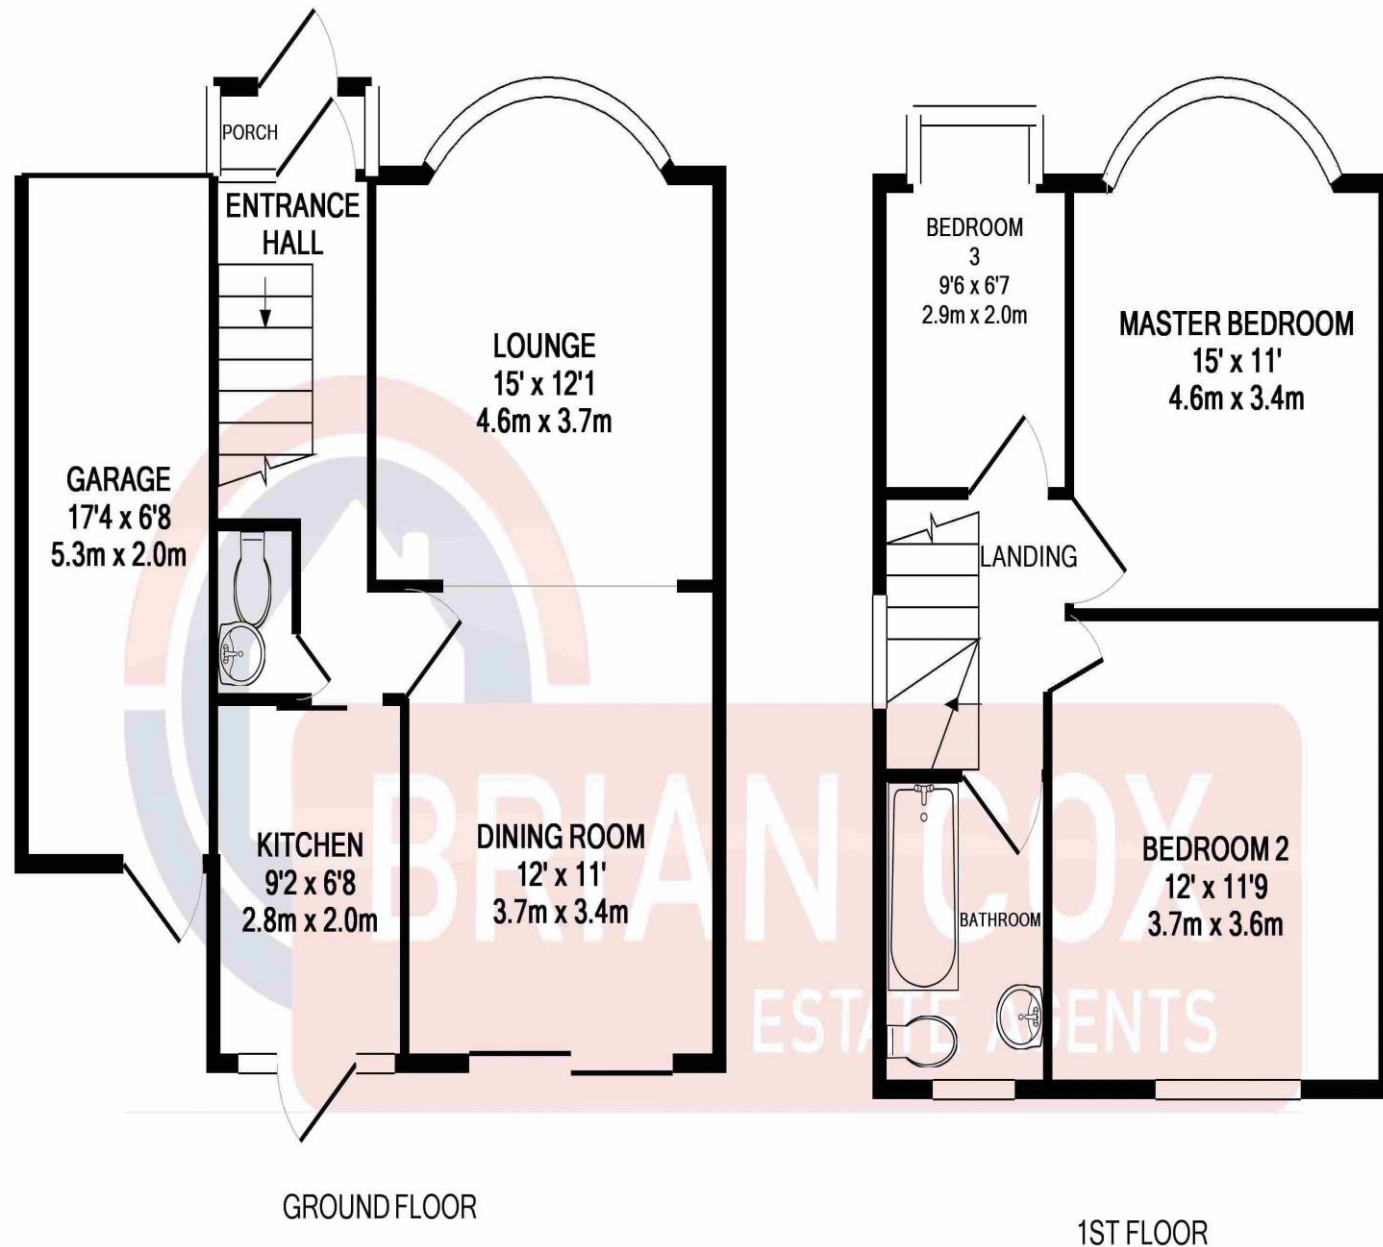 PORCH
ENTRANCE
HALL
LOUNGE
15' x 12'1
4.6m x 3.7m
GARAGE
17'4 x 6'8
5.3m x 2.0m
KITCHEN
9'2 x 6'8
2.8m x 2.0m
DINING ROOM
12' x 11'
3.7m x 3.4m
GROUND FLOOR
BEDROOM
3
9'6 x 6'7
2.9m x 2.0m
MASTER BEDROOM
15' x 11'
4.6m x 3.4m
LANDING
BATHROOM
BEDROOM 2
12' x 11'9
3.7m x 3.6m
1ST FLOOR
BRIAN COX
ESTATE AGENTS